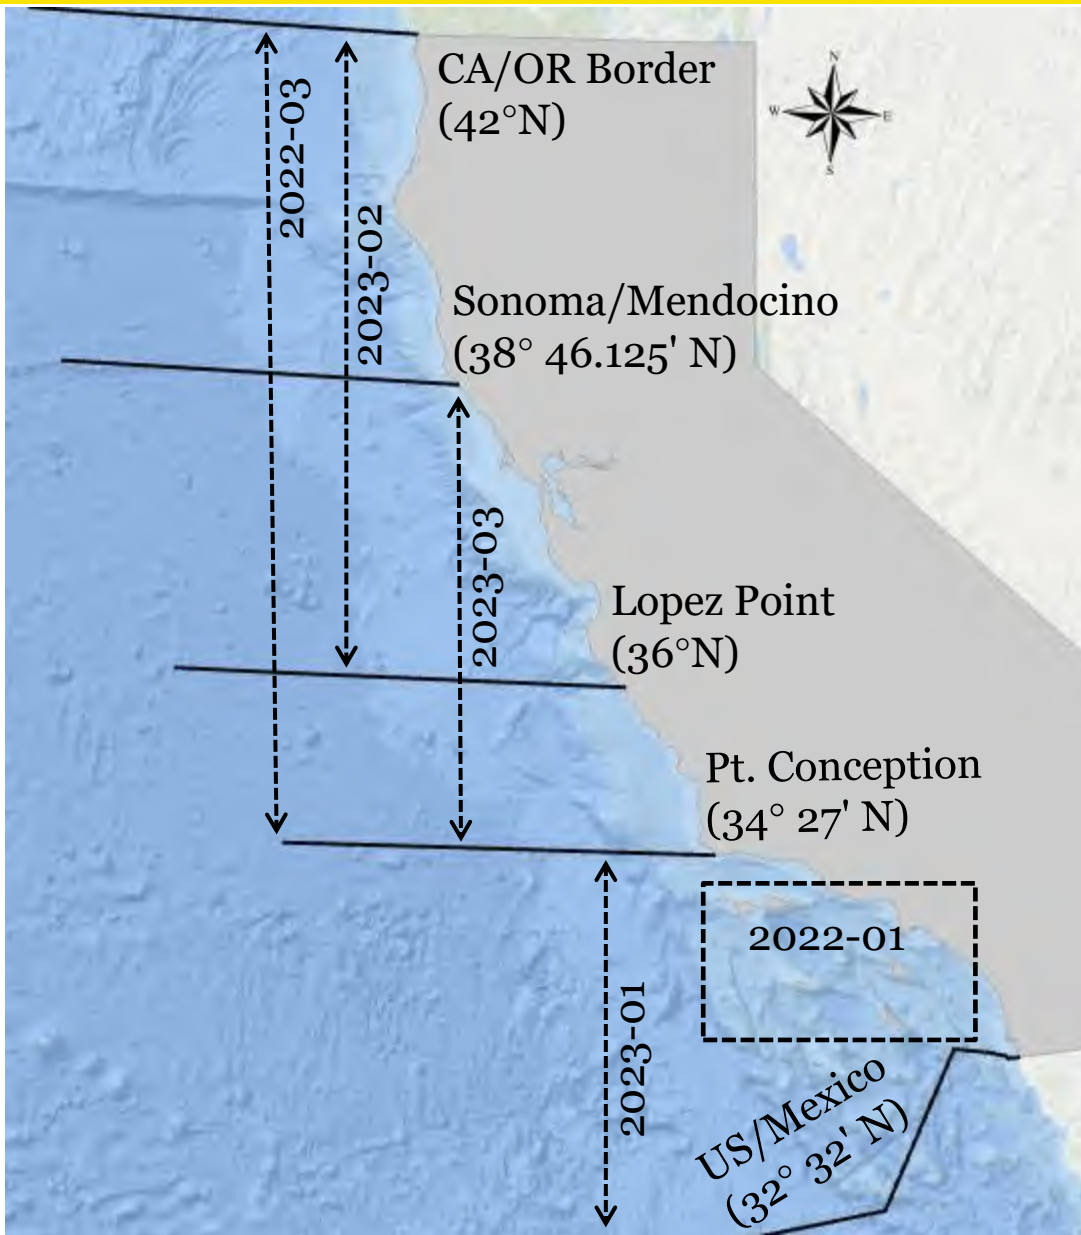 CA/OR Border
(42°N)
N
W
E
S
2022-03
2023-02
Sonoma/Mendocino
(38° 46.125' N)
2023-03
Lopez Point
(36°N)
Pt. Conception
(34° 27' N)
2022-01
2023-01
US/Mexico
(32° 32' N)